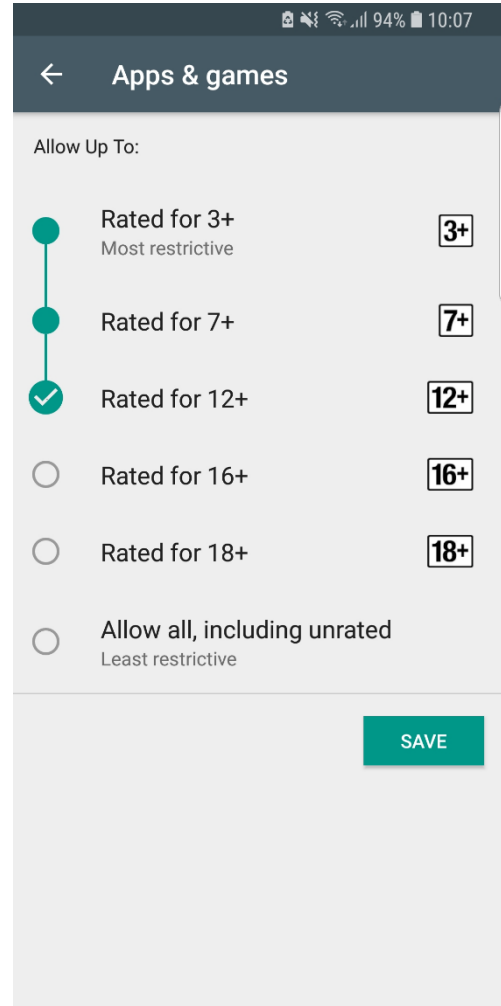 94% 10:07
Apps & games
Allow Up To:
Rated for 3+
Most restrictive
3+
Rated for 7+
7+
Rated for 12+
12+
Rated for 16+
16+
Rated for 18+
18+
Allow all, including unrated
Least restrictive
SAVE